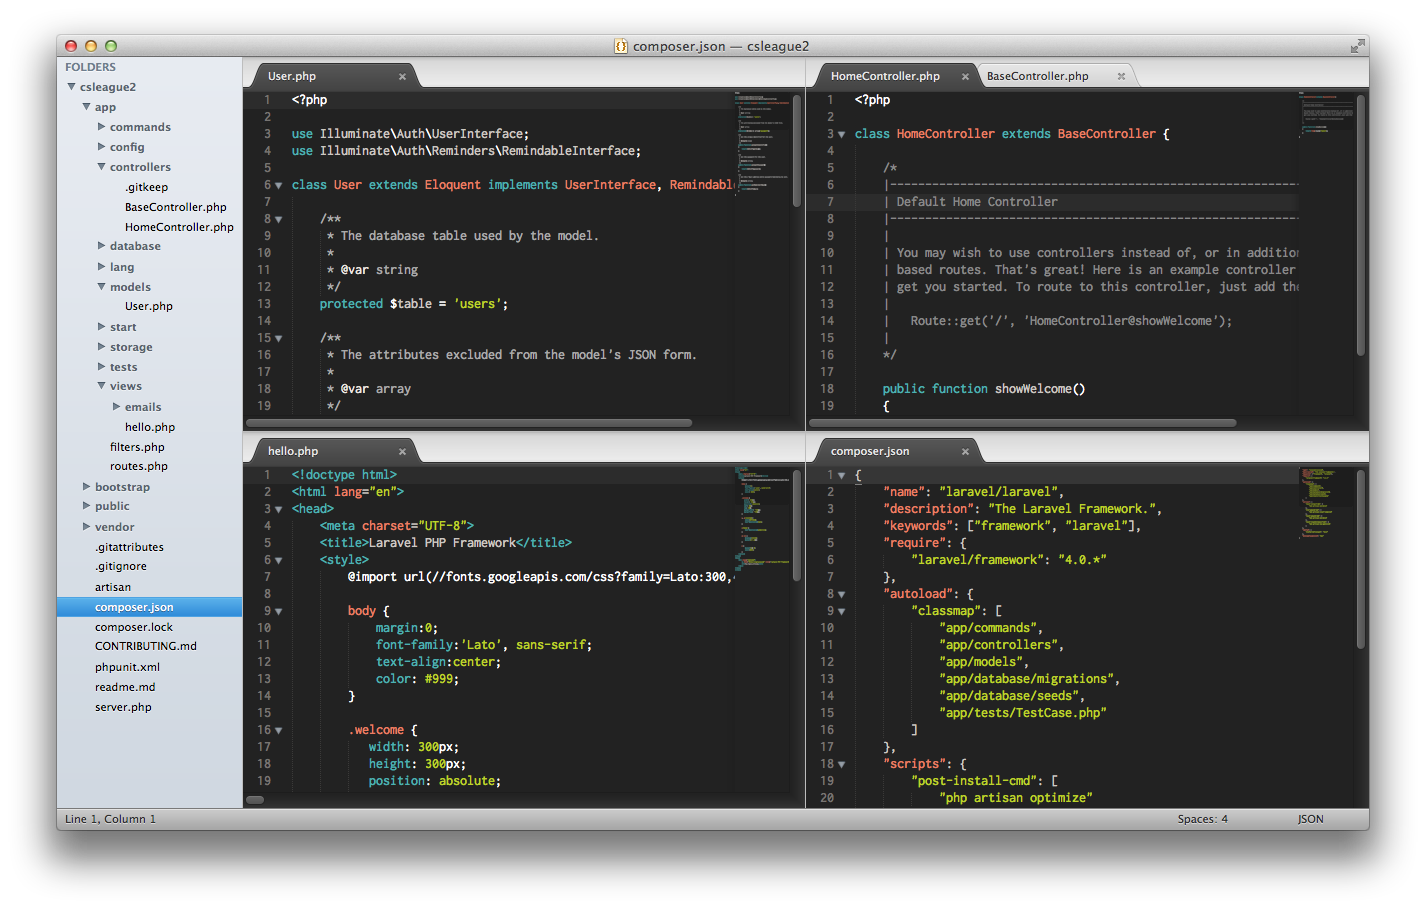 composer.json — csleague2
FOLDERS
csleague2
app
commands
config
controllers
.gitkeep
BaseController.php
HomeController.php
database
lang
models
User.php
start
storage
tests
views
emails
hello.php
filters.php
routes.php
bootstrap
public
vendor
.gitattributes
.gitignore
artisan
composer.json
composer.lock
CONTRIBUTING.md
phpunit.xml
readme.md
server.php
User.php
1 <?php
2
3 use Illuminate\Auth\UserInterface;
4 use Illuminate\Auth\Reminders\RemindableInterface;
5
6 class User extends Eloquent implements UserInterface, Remindabl
7
8 /**
9 * The database table used by the model.
10 *
11 * @var string
12 */
13 protected $table = 'users';
14
15 /**
16 * The attributes excluded from the model's JSON form.
17 *
18 * @var array
19 */
HomeController.php BaseController.php
1 <?php
2
3 class HomeController extends BaseController {
4
5 /*
6 |----------------------------------------------------------
7 | Default Home Controller
8 |----------------------------------------------------------
9 |
10 | You may wish to use controllers instead of, or in addition
11 | based routes. That's great! Here is an example controller
12 | get you started. To route to this controller, just add the
13 |
14 | Route::get('/', 'HomeController@showWelcome');
15 |
16 */
17
18 public function showWelcome()
19 {
hello.php
1 <!doctype html>
2 <html lang="en">
3 <head>
4 <meta charset="UTF-8">
5 <title>Laravel PHP Framework</title>
6 <style>
7 @import url(//fonts.googleapis.com/css?family=Lato:300,
8
9 body {
10 margin:0;
11 font-family:'Lato', sans-serif;
12 text-align:center;
13 color: #999;
14 }
15
16 .welcome {
17 width: 300px;
18 height: 300px;
19 position: absolute;
composer.json
1 {
2 "name": "laravel/laravel",
3 "description": "The Laravel Framework.",
4 "keywords": ["framework", "laravel"],
5 "require": {
6 "laravel/framework": "4.0.*"
7 },
8 "autoload": {
9 "classmap": [
10 "app/commands",
11 "app/controllers",
12 "app/models",
13 "app/database/migrations",
14 "app/database/seeds",
15 "app/tests/TestCase.php"
16 ]
17 },
18 "scripts": {
19 "post-install-cmd": [
20 "php artisan optimize"
Line 1, Column 1
Spaces: 4 JSON